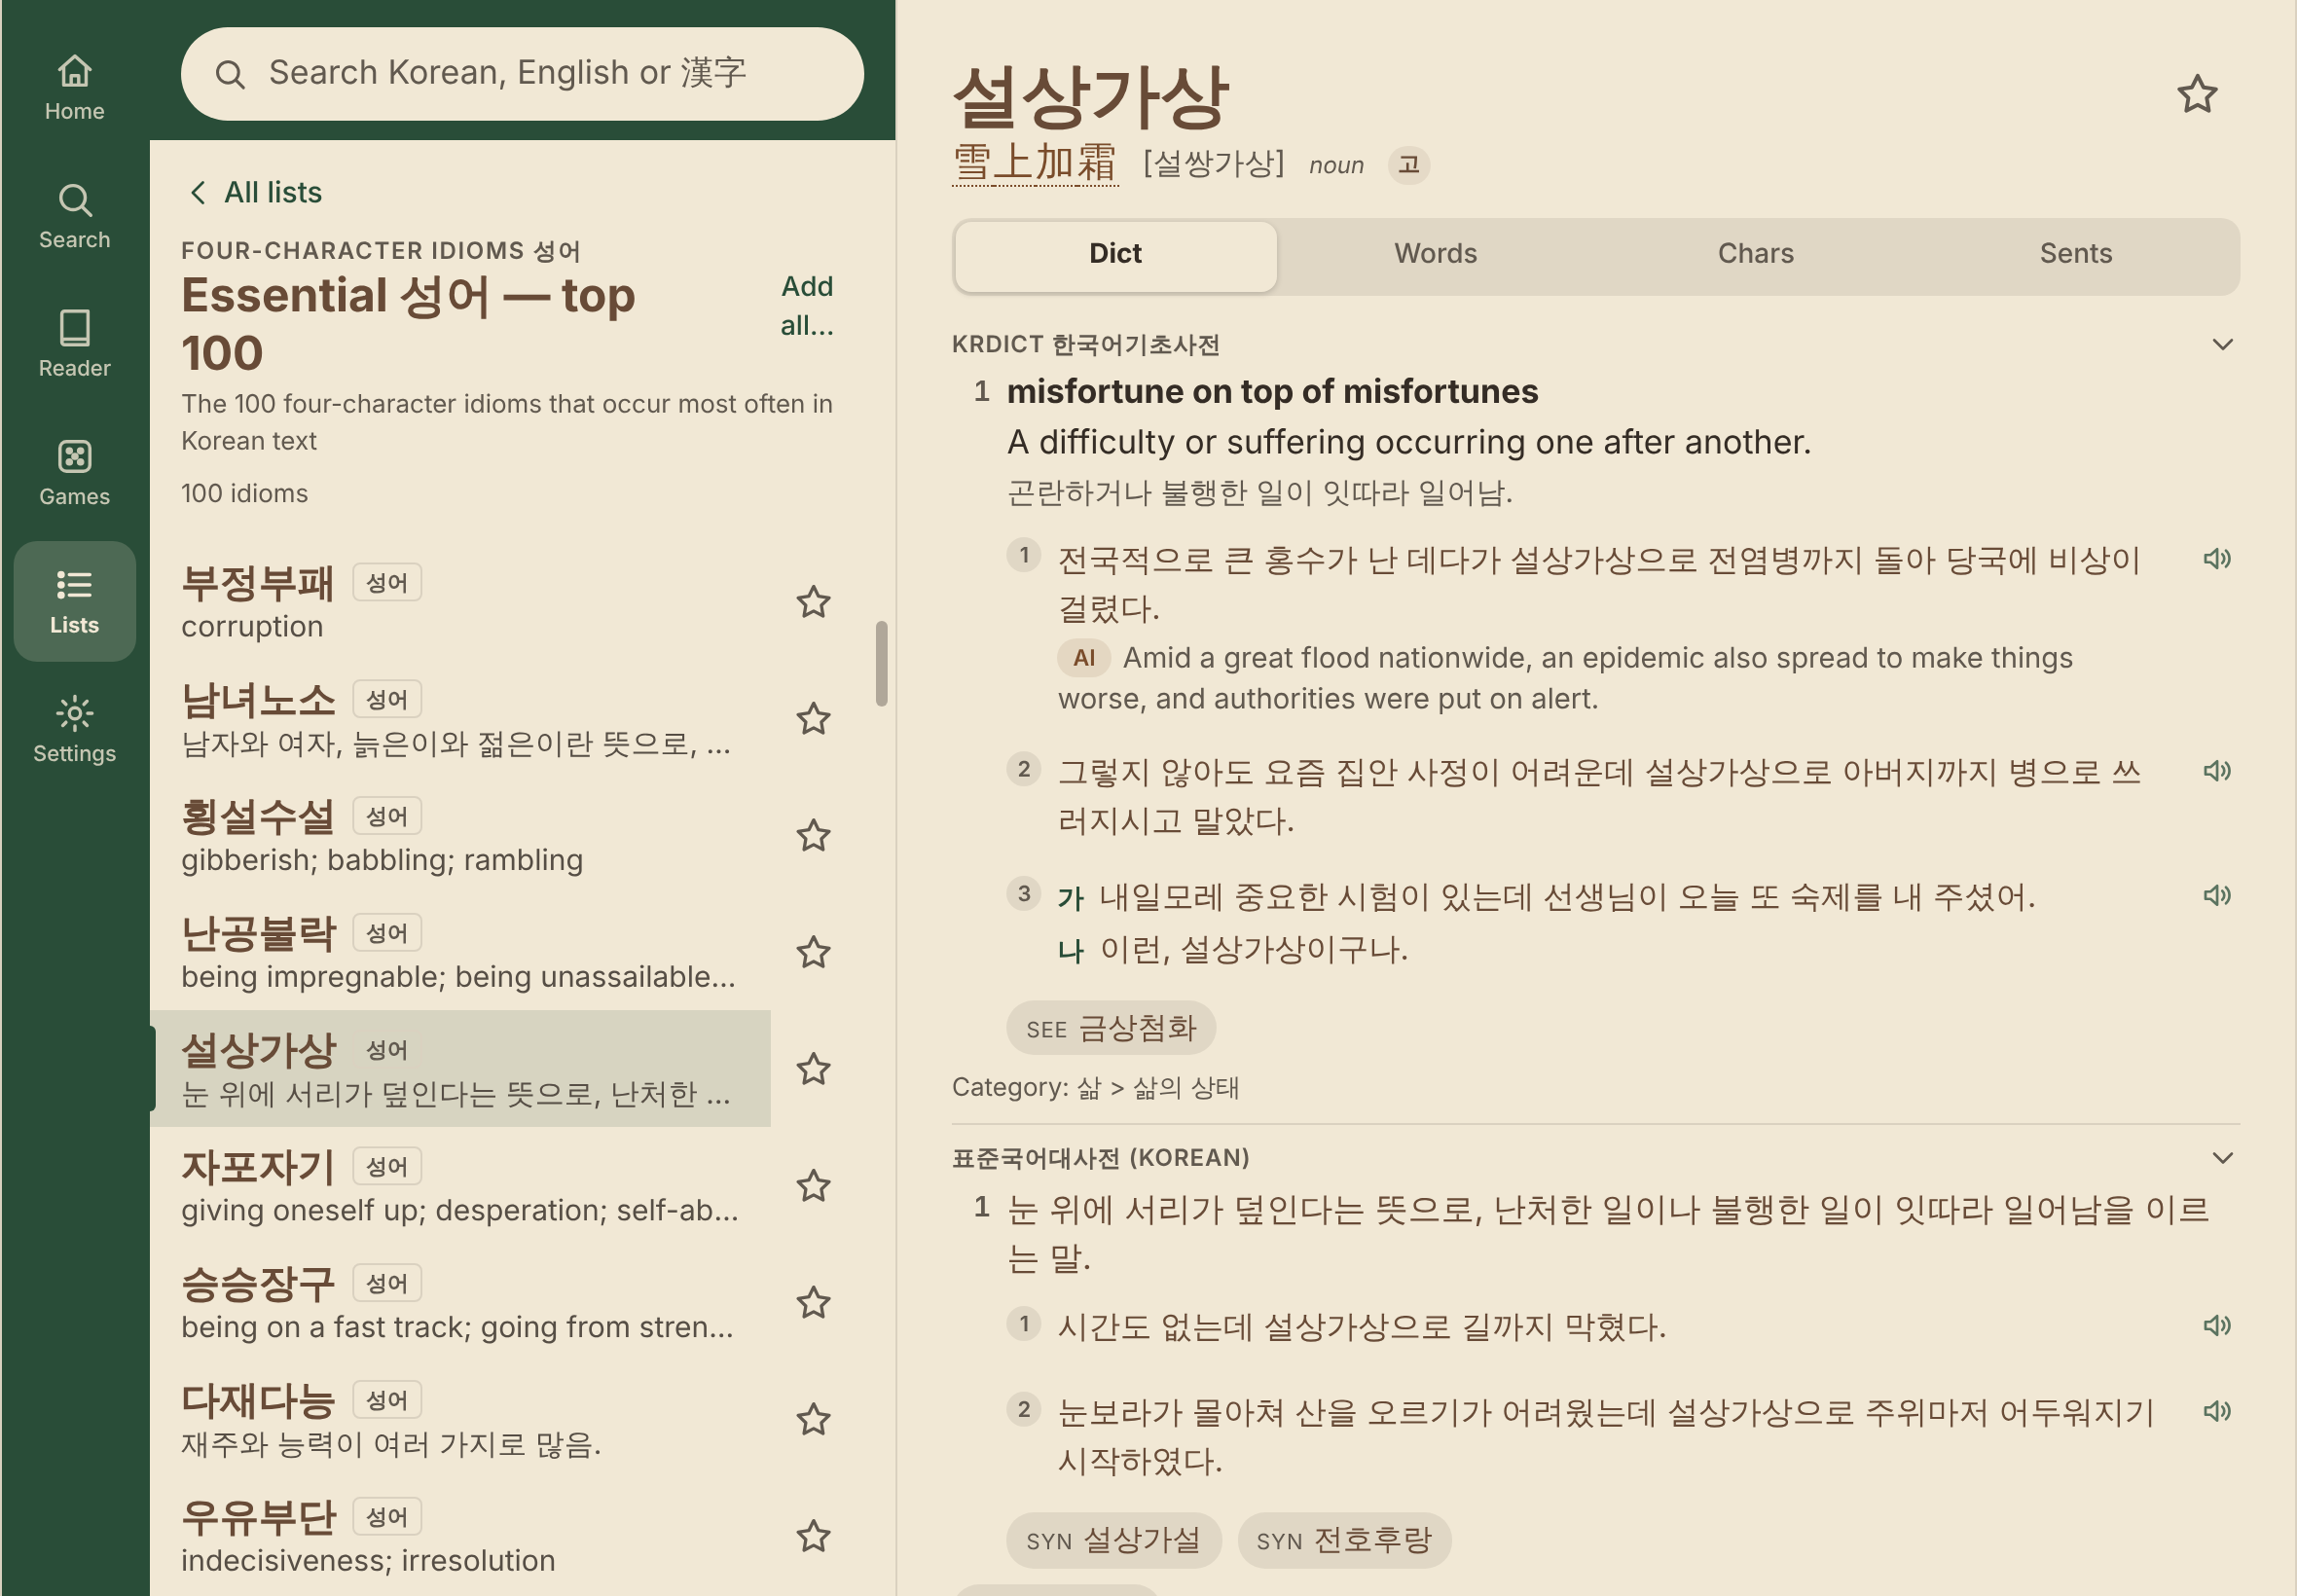 Home
Search
Reader
Games
Lists
Settings
Search Korean, English or 漢字
All lists
FOUR-CHARACTER IDIOMS 성어
Essential 성어 — top
100
Add
all...
The 100 four-character idioms that occur most often in
Korean text
100 idioms
부정부패 성어
corruption
남녀노소 성어
남자와 여자, 늙은이와 젊은이란 뜻으로, ...
횡설수설 성어
gibberish; babbling; rambling
난공불락 성어
being impregnable; being unassailable...
설상가상 성어
눈 위에 서리가 덮인다는 뜻으로, 난처한 ...
자포자기 성어
giving oneself up; desperation; self-ab...
승승장구 성어
being on a fast track; going from stren...
다재다능 성어
재주와 능력이 여러 가지로 많음.
우유부단 성어
indecisiveness; irresolution
설상가상
雪上加霜 [설쌍가상] noun 고
Dict Words Chars Sents
KRDICT 한국어기초사전
1 misfortune on top of misfortunes
A difficulty or suffering occurring one after another.
곤란하거나 불행한 일이 잇따라 일어남.
1 전국적으로 큰 홍수가 난 데다가 설상가상으로 전염병까지 돌아 당국에 비상이
걸렸다.
AI Amid a great flood nationwide, an epidemic also spread to make things
worse, and authorities were put on alert.
2 그렇지 않아도 요즘 집안 사정이 어려운데 설상가상으로 아버지까지 병으로 쓰
러지시고 말았다.
3 가 내일모레 중요한 시험이 있는데 선생님이 오늘 또 숙제를 내 주셨어.
나 이런, 설상가상이구나.
SEE 금상첨화
Category: 삶 > 삶의 상태
표준국어대사전 (KOREAN)
1 눈 위에 서리가 덮인다는 뜻으로, 난처한 일이나 불행한 일이 잇따라 일어남을 이르
는 말.
1 시간도 없는데 설상가상으로 길까지 막혔다.
2 눈보라가 몰아쳐 산을 오르기가 어려웠는데 설상가상으로 주위마저 어두워지기
시작하였다.
SYN 설상가설 SYN 전호후랑